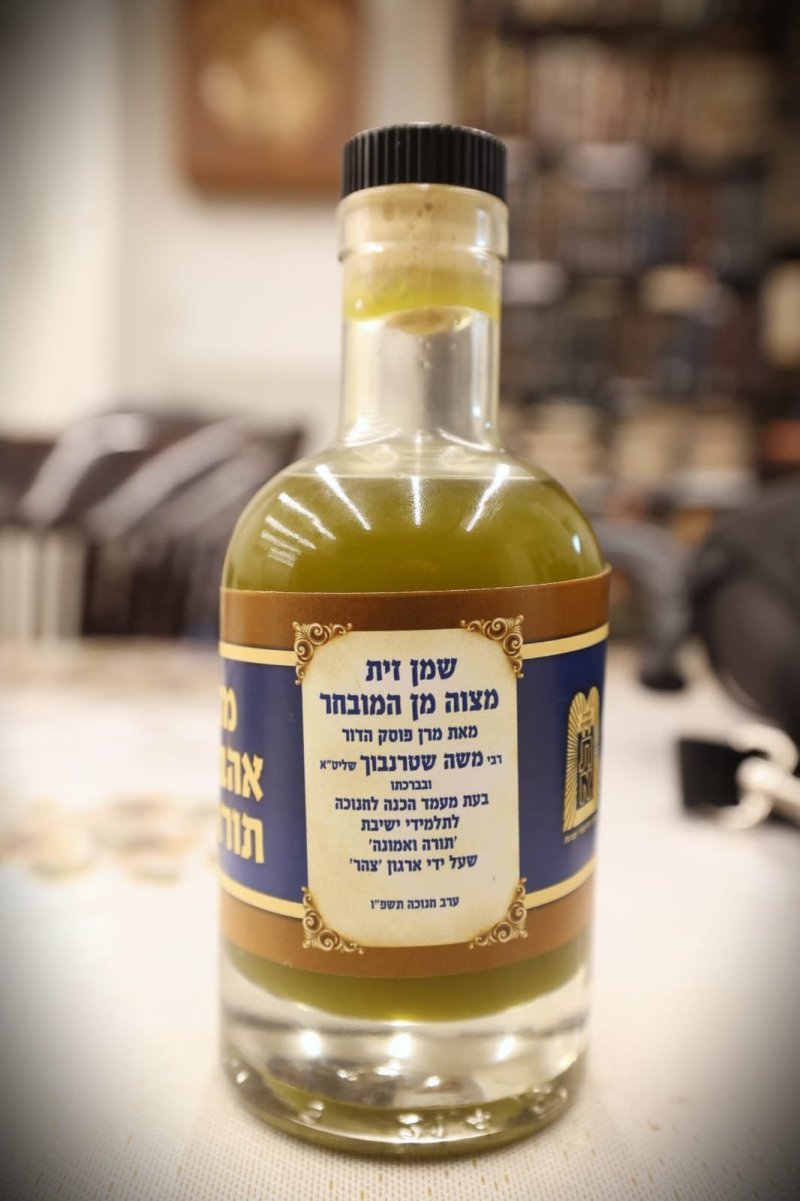 שמן זית
מצוה מן המובחר
מאת מרן פוסק הדור
רבי משה שטרנבוך שליט"א
ובברכתו
בעת מעמד הכנה לחנוכה
לתלמידי ישיבת
'תורה ואמונה'
שעל ידי ארגון 'צהר'
ערב חנוכה תשפ"ו